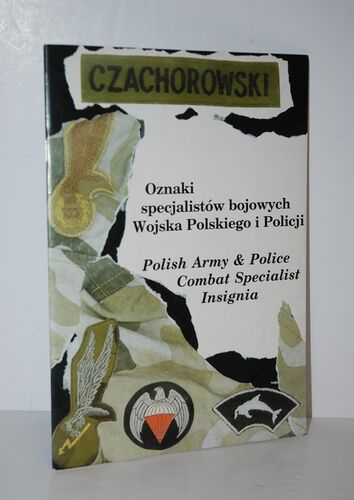 CZACHOROWSKI
Oznaki
specjalistów bojowych
Wojska Polskiego i Policji
Polish Army & Police
Combat Specialist
Insignia